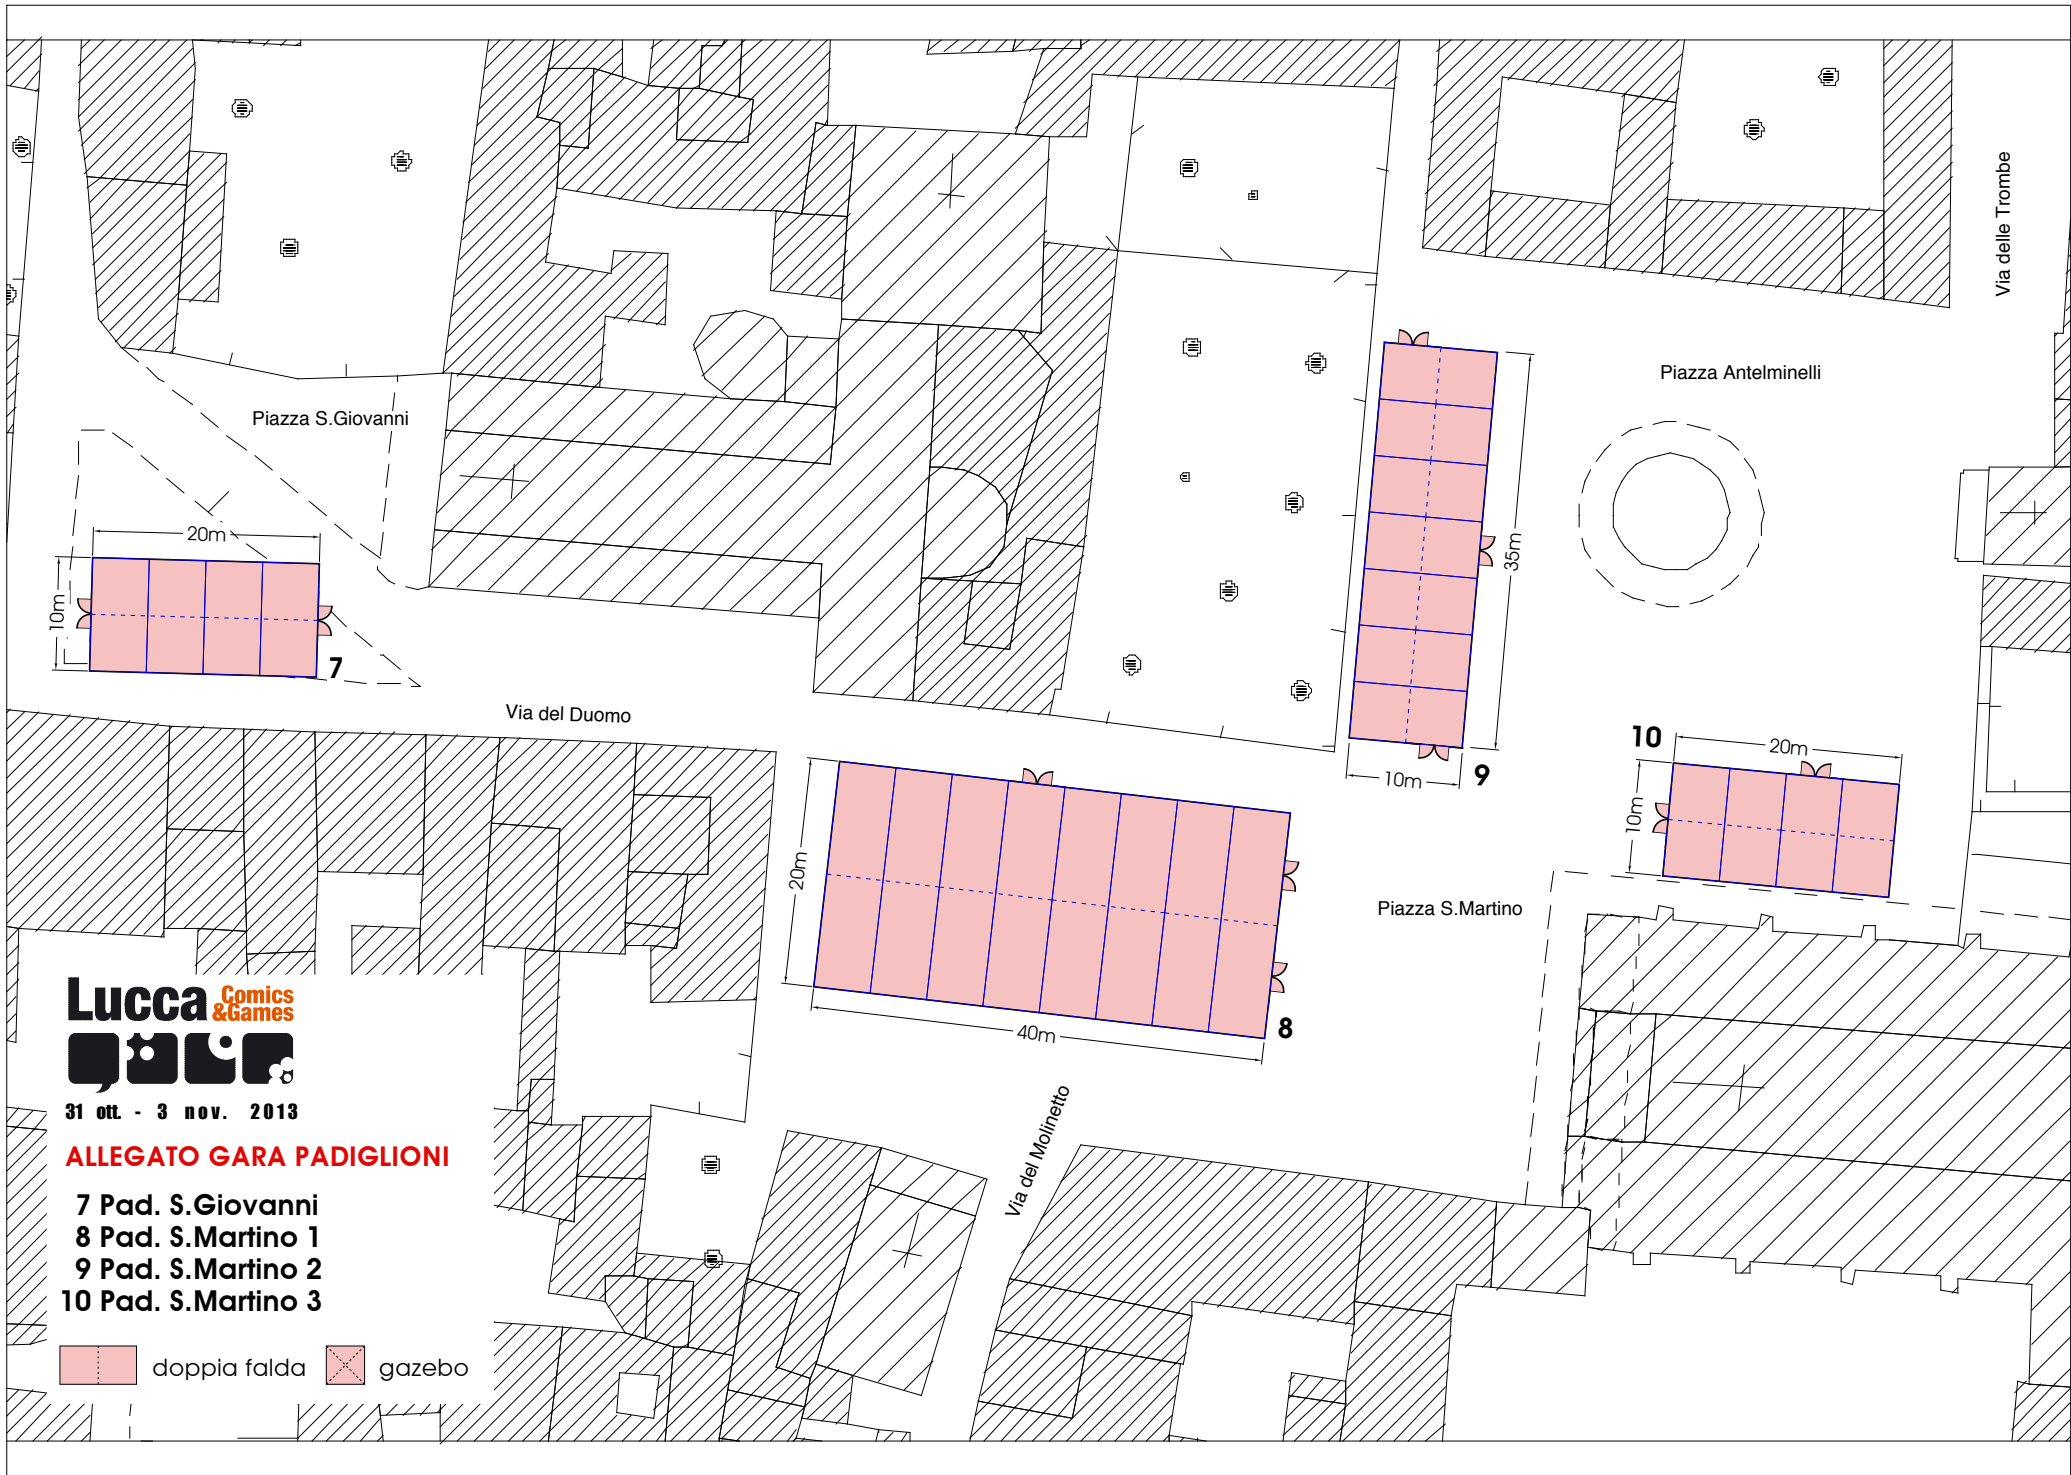 Via delle Trombe
Piazza Antelminelli
Piazza S.Giovanni
20m
10m
7
35m
10m
9
Via del Duomo
10
20m
10m
20m
40m
8
Piazza S.Martino
Via del Molinetto
Lucca Comics
&Games
31 ott. - 3 nov. 2013
ALLEGATO GARA PADIGLIONI
7 Pad. S.Giovanni
8 Pad. S.Martino 1
9 Pad. S.Martino 2
10 Pad. S.Martino 3
doppia falda gazebo